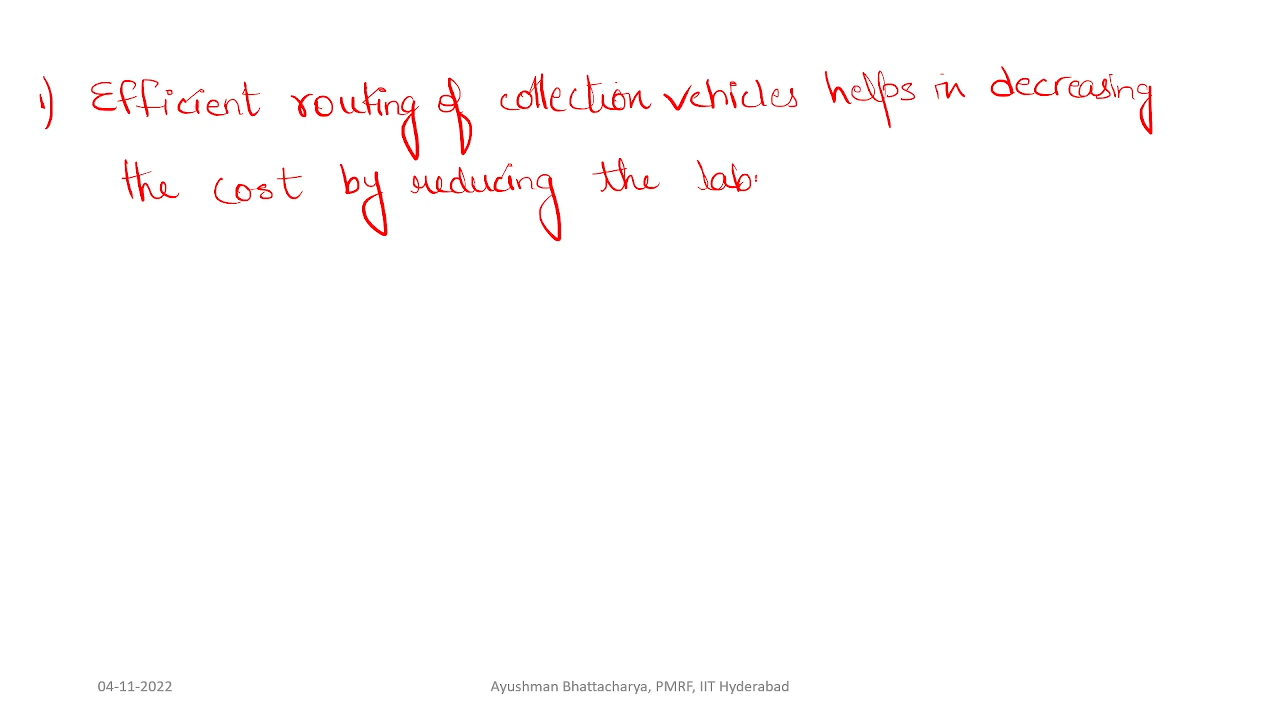 1) Efficient routing of collection vehicles helps in decreasing
the cost by reducing the lab
04-11-2022
Ayushman Bhattacharya, PMRF, IIT Hyderabad